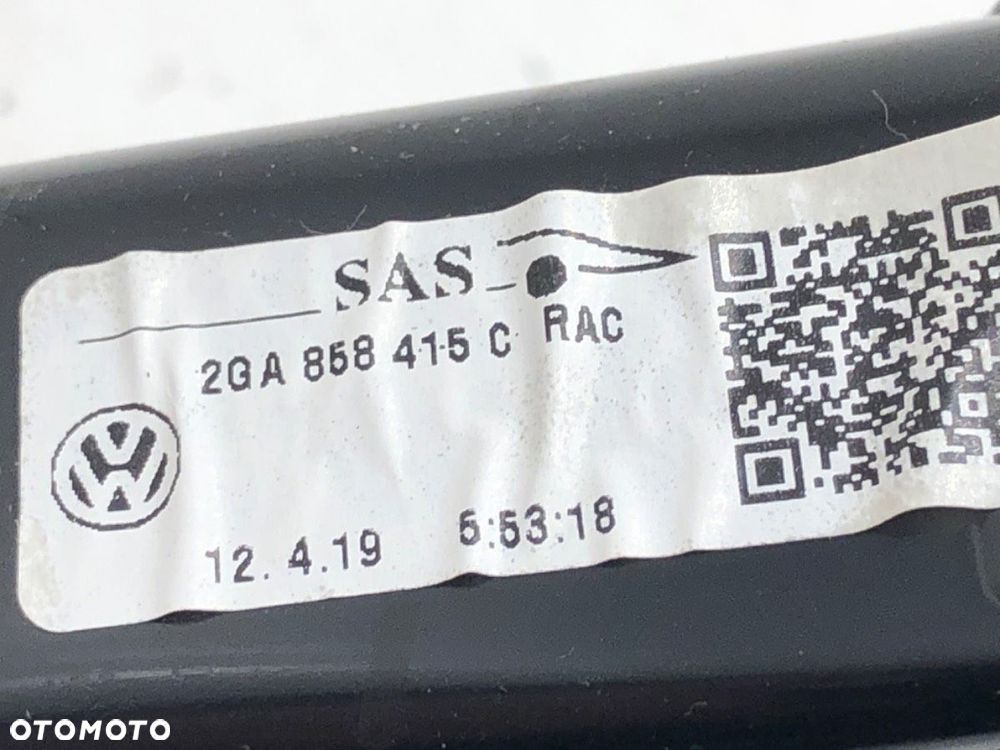 SAS
2GA 858 415 C RAC
12. 4.19 5:53:18
OTOMOTO